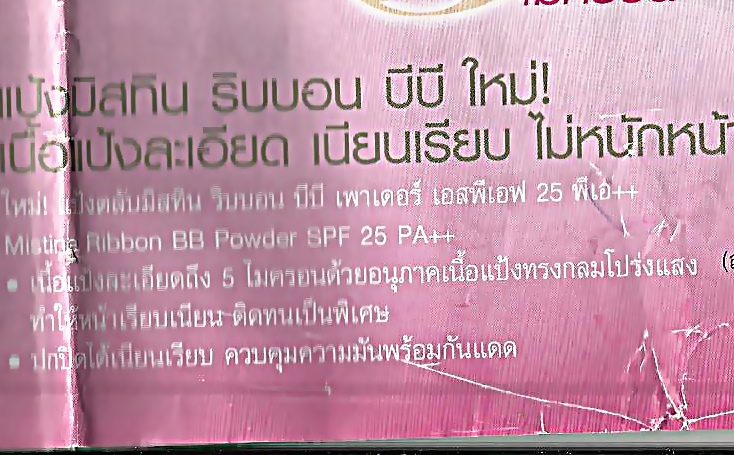 แป้งมิสทิน ริบบอน บีบี ใหม่!
เนื้อแป้งละเอียด เนียนเรียบ ไม่หนักหน้า
ใหม่! แป้งตลับมิสทิน ริบบอน บีบี เพาเดอร์ เอสพีเอฟ 25 พีเอ++
Mistine Ribbon BB Powder SPF 25 PA++
• เนื้อแป้งละเอียดถึง 5 ไมครอนด้วยอนุภาคเนื้อแป้งทรงกลมโปร่งแสง
ทำให้หน้าเรียบเนียน ติดทนเป็นพิเศษ
• ปกปิดได้เนียนเรียบ ควบคุมความมันพร้อมกันแดด